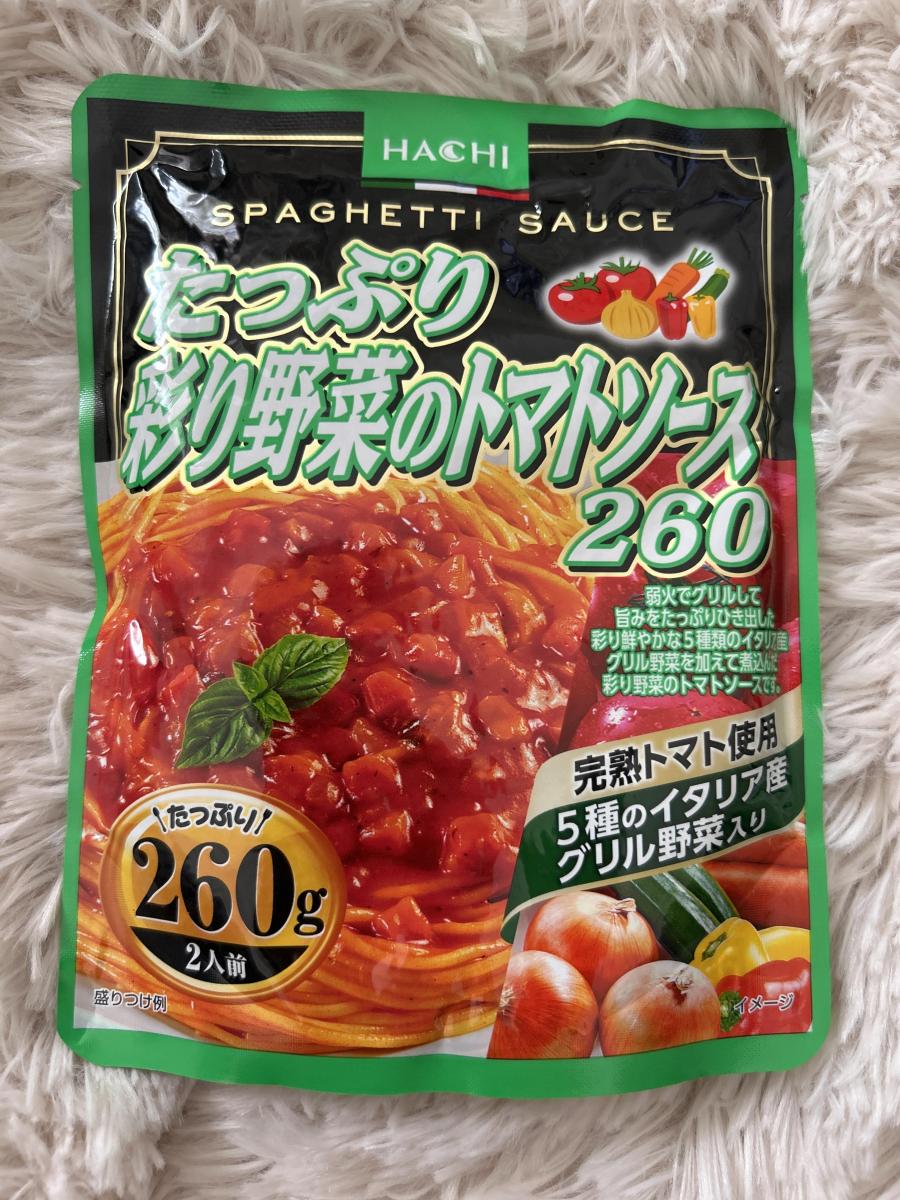 HACHI
SPAGHETTI SAUCE
たっぷり
彩り野菜のトマトソース
260
弱火でグリルして
旨みをたっぷりひき出した
彩り鮮やかな5種類のイタリア産
グリル野菜を加えて煮込んだ
彩り野菜のトマトソースです。
完熟トマト使用
5種のイタリア産
グリル野菜入り
たっぷり
260g
2人前
盛りつけ例
イメージ